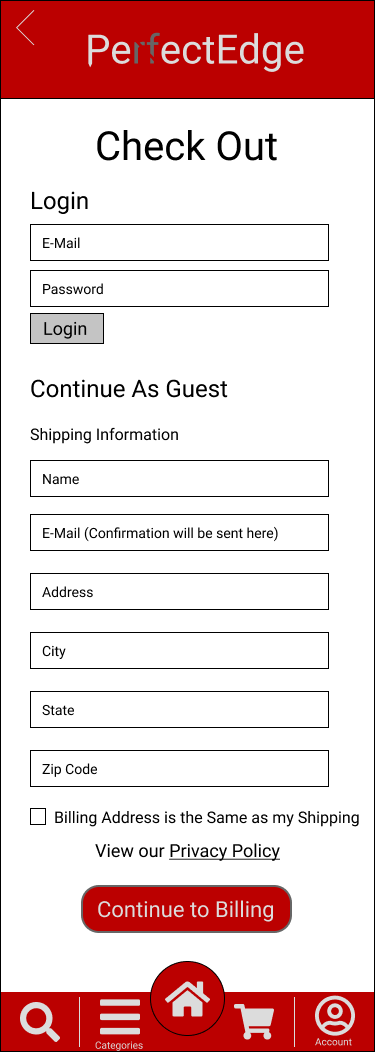 PerfectEdge
Check Out
Login
E-Mail
Password
Login
Continue As Guest
Shipping Information
Name
E-Mail (Confirmation will be sent here)
Address
City
State
Zip Code
Billing Address is the Same as my Shipping
View our Privacy Policy
Continue to Billing
Categories
Account